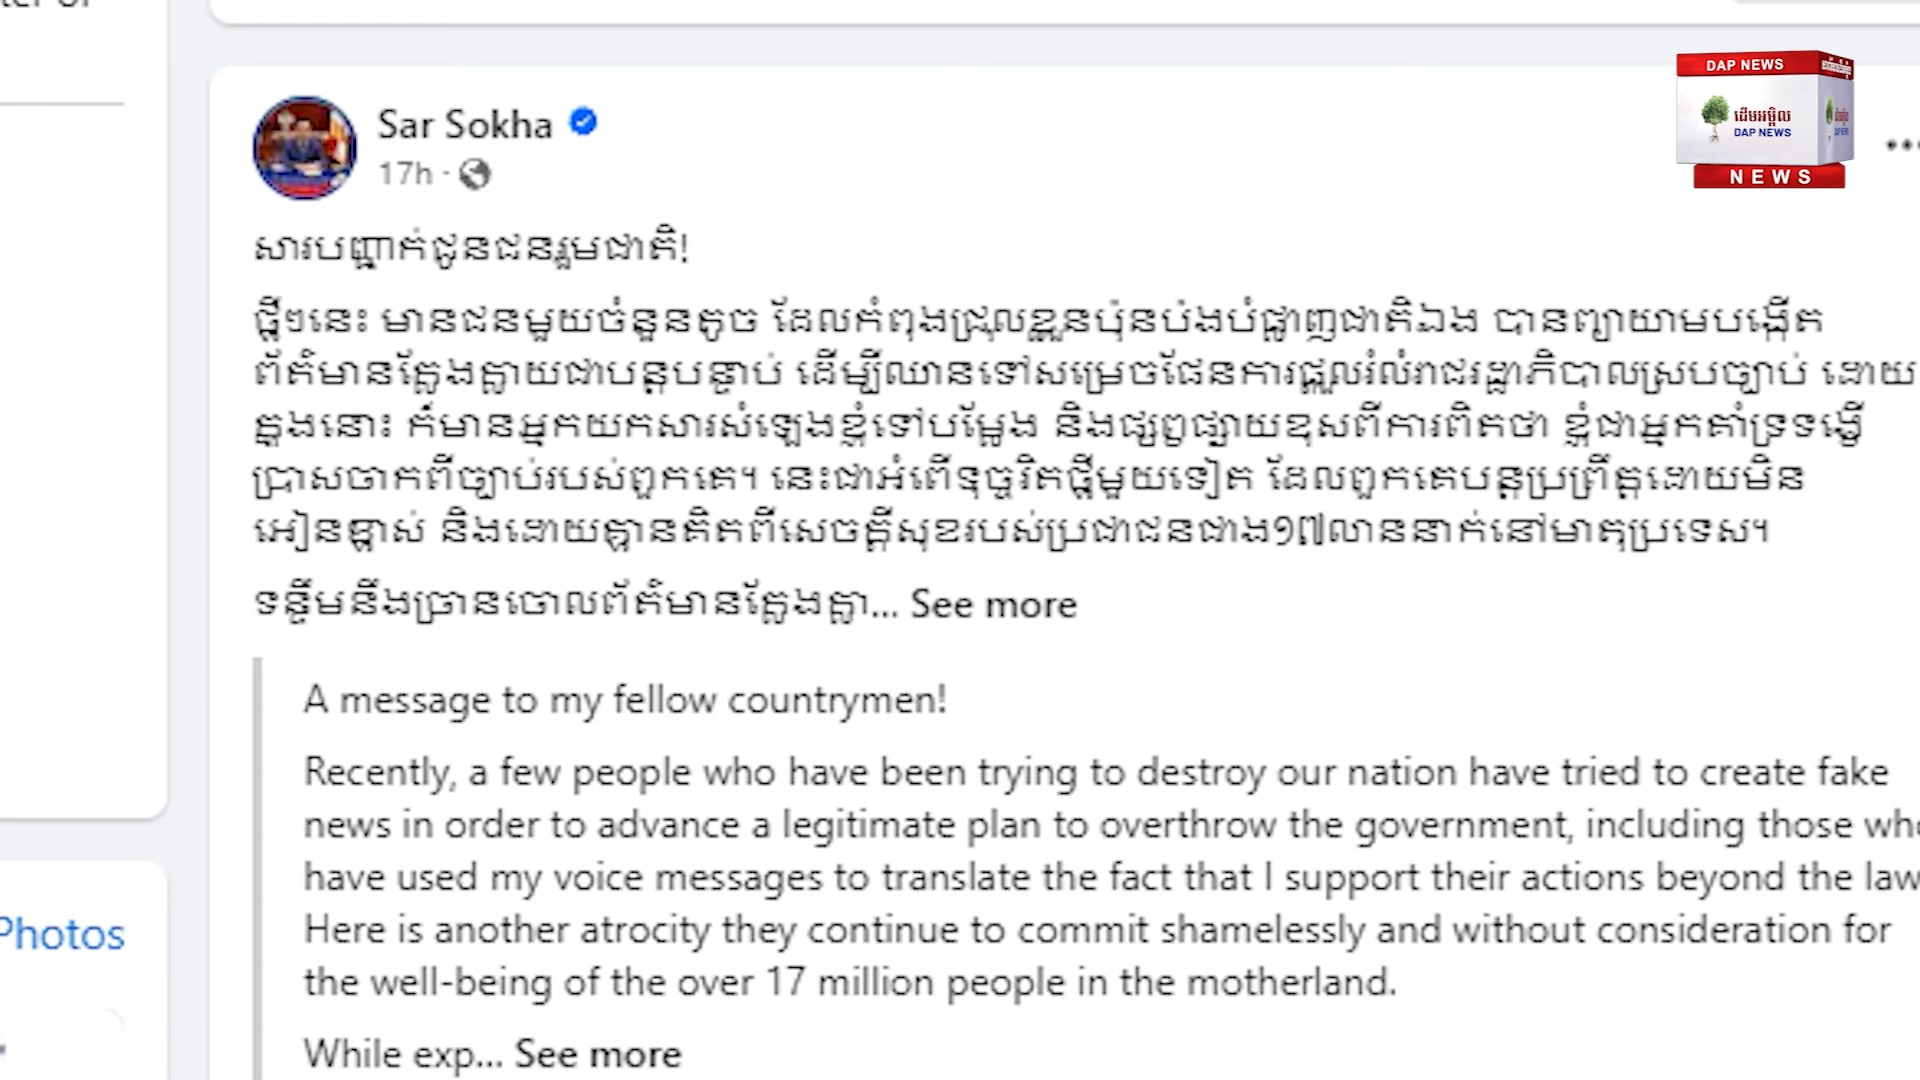 DAP NEWS
ដើមអម្ពិល
DAP NEWS
NEWS
Sar Sokha
17h ·
សារបញ្ជាក់ជូនជនរួមជាតិ!
ថ្មីៗនេះ មានជនមួយចំនួនតូច ដែលកំពុងជ្រុលខ្លួនប៉ុនប៉ងបំផ្លាញជាតិឯង បានព្យាយាមបង្កើត
ព័ត៌មានក្លែងក្លាយជាបន្តបន្ទាប់ ដើម្បីឈានទៅសម្រេចផែនការផ្តួលរំលំរាជរដ្ឋាភិបាលស្របច្បាប់ ដោយ
ក្នុងនោះ ក៏មានអ្នកយកសារសំឡេងខ្ញុំទៅបម្លែង និងផ្សព្វផ្សាយខុសពីការពិតថា ខ្ញុំជាអ្នកគាំទ្រទង្វើ
ប្រាសចាកពីច្បាប់របស់ពួកគេ។ នេះជាអំពើទុច្ចរិតថ្មីមួយទៀត ដែលពួកគេបន្តប្រព្រឹត្តដោយមិន
អៀនខ្មាស់ និងដោយគ្មានគិតពីសេចក្តីសុខរបស់ប្រជាជនជាង១៧លាននាក់នៅមាតុប្រទេស។
ទន្ទឹមនឹងច្រានចោលព័ត៌មានក្លែងក្លា... See more
A message to my fellow countrymen!
Recently, a few people who have been trying to destroy our nation have tried to create fake
news in order to advance a legitimate plan to overthrow the government, including those who
have used my voice messages to translate the fact that I support their actions beyond the law
Here is another atrocity they continue to commit shamelessly and without consideration for
the well-being of the over 17 million people in the motherland.
While exp... See more
Photos